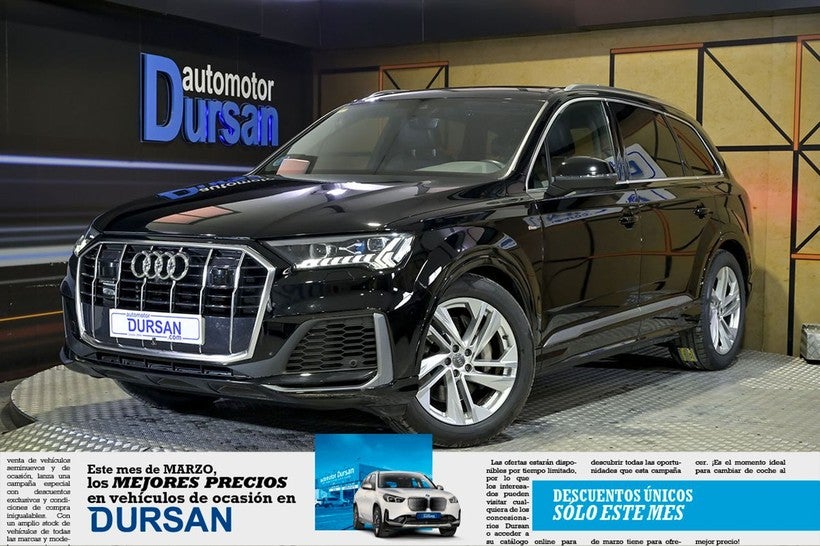 automotor
Dursan
automotor
DURSAN
.com
venta de vehículos
seminuevos y de
ocasión, lanza una
campaña especial
con descuentos
exclusivos y condi-
ciones de compra
inigualables. Con
un amplio stock de
vehículos de todas
las marcas y mode-
Este mes de MARZO,
los MEJORES PRECIOS
en vehículos de ocasión en
DURSAN
automotor Dursan
Las ofertas estarán dispo-
nibles por tiempo limitado,
por lo que
los interesa-
dos pueden
visitar cual-
quiera de los
concesiona-
rios Dursan
o acceder a
su catálogo online para
descubrir todas las oportu-
nidades que esta campaña
de marzo tiene para ofre-
cer. ¡Es el momento ideal
para cambiar de coche al
mejor precio!
DESCUENTOS ÚNICOS
SÓLO ESTE MES